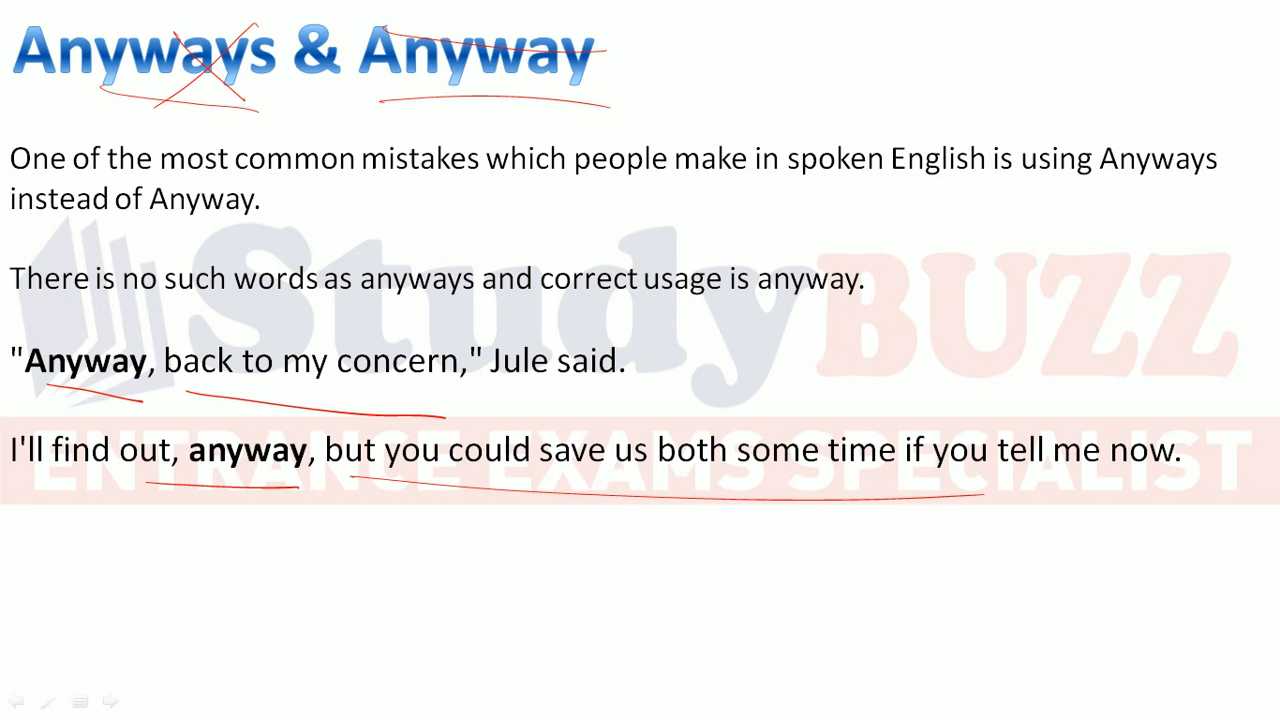 Anyways & Anyway
One of the most common mistakes which people make in spoken English is using Anyways
instead of Anyway.
There is no such words as anyways and correct usage is anyway.
StudyBUZZ
"Anyway, back to my concern," Jule said.
I'll find out, anyway, but you could save us both some time if you tell me now.
ENTRANCE EXAMS SPECIALIST